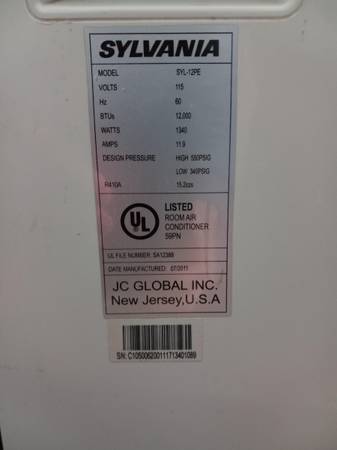 SYLVANIA
MODEL SYL-12PE
VOLTS 115
Hz 60
BTUs 12,000
WATTS 1340
AMPS 11.9
DESIGN PRESSURE HIGH 550PSIG
LOW 340PSIG
R410A 15.2ozs
UL
LISTED
ROOM AIR
CONDITIONER
59PN
UL FILE NUMBER: SA12388
DATE MANUFACTURED: 07/2011
JC GLOBAL INC.
New Jersey,U.S.A
SN: C105006200111713401089